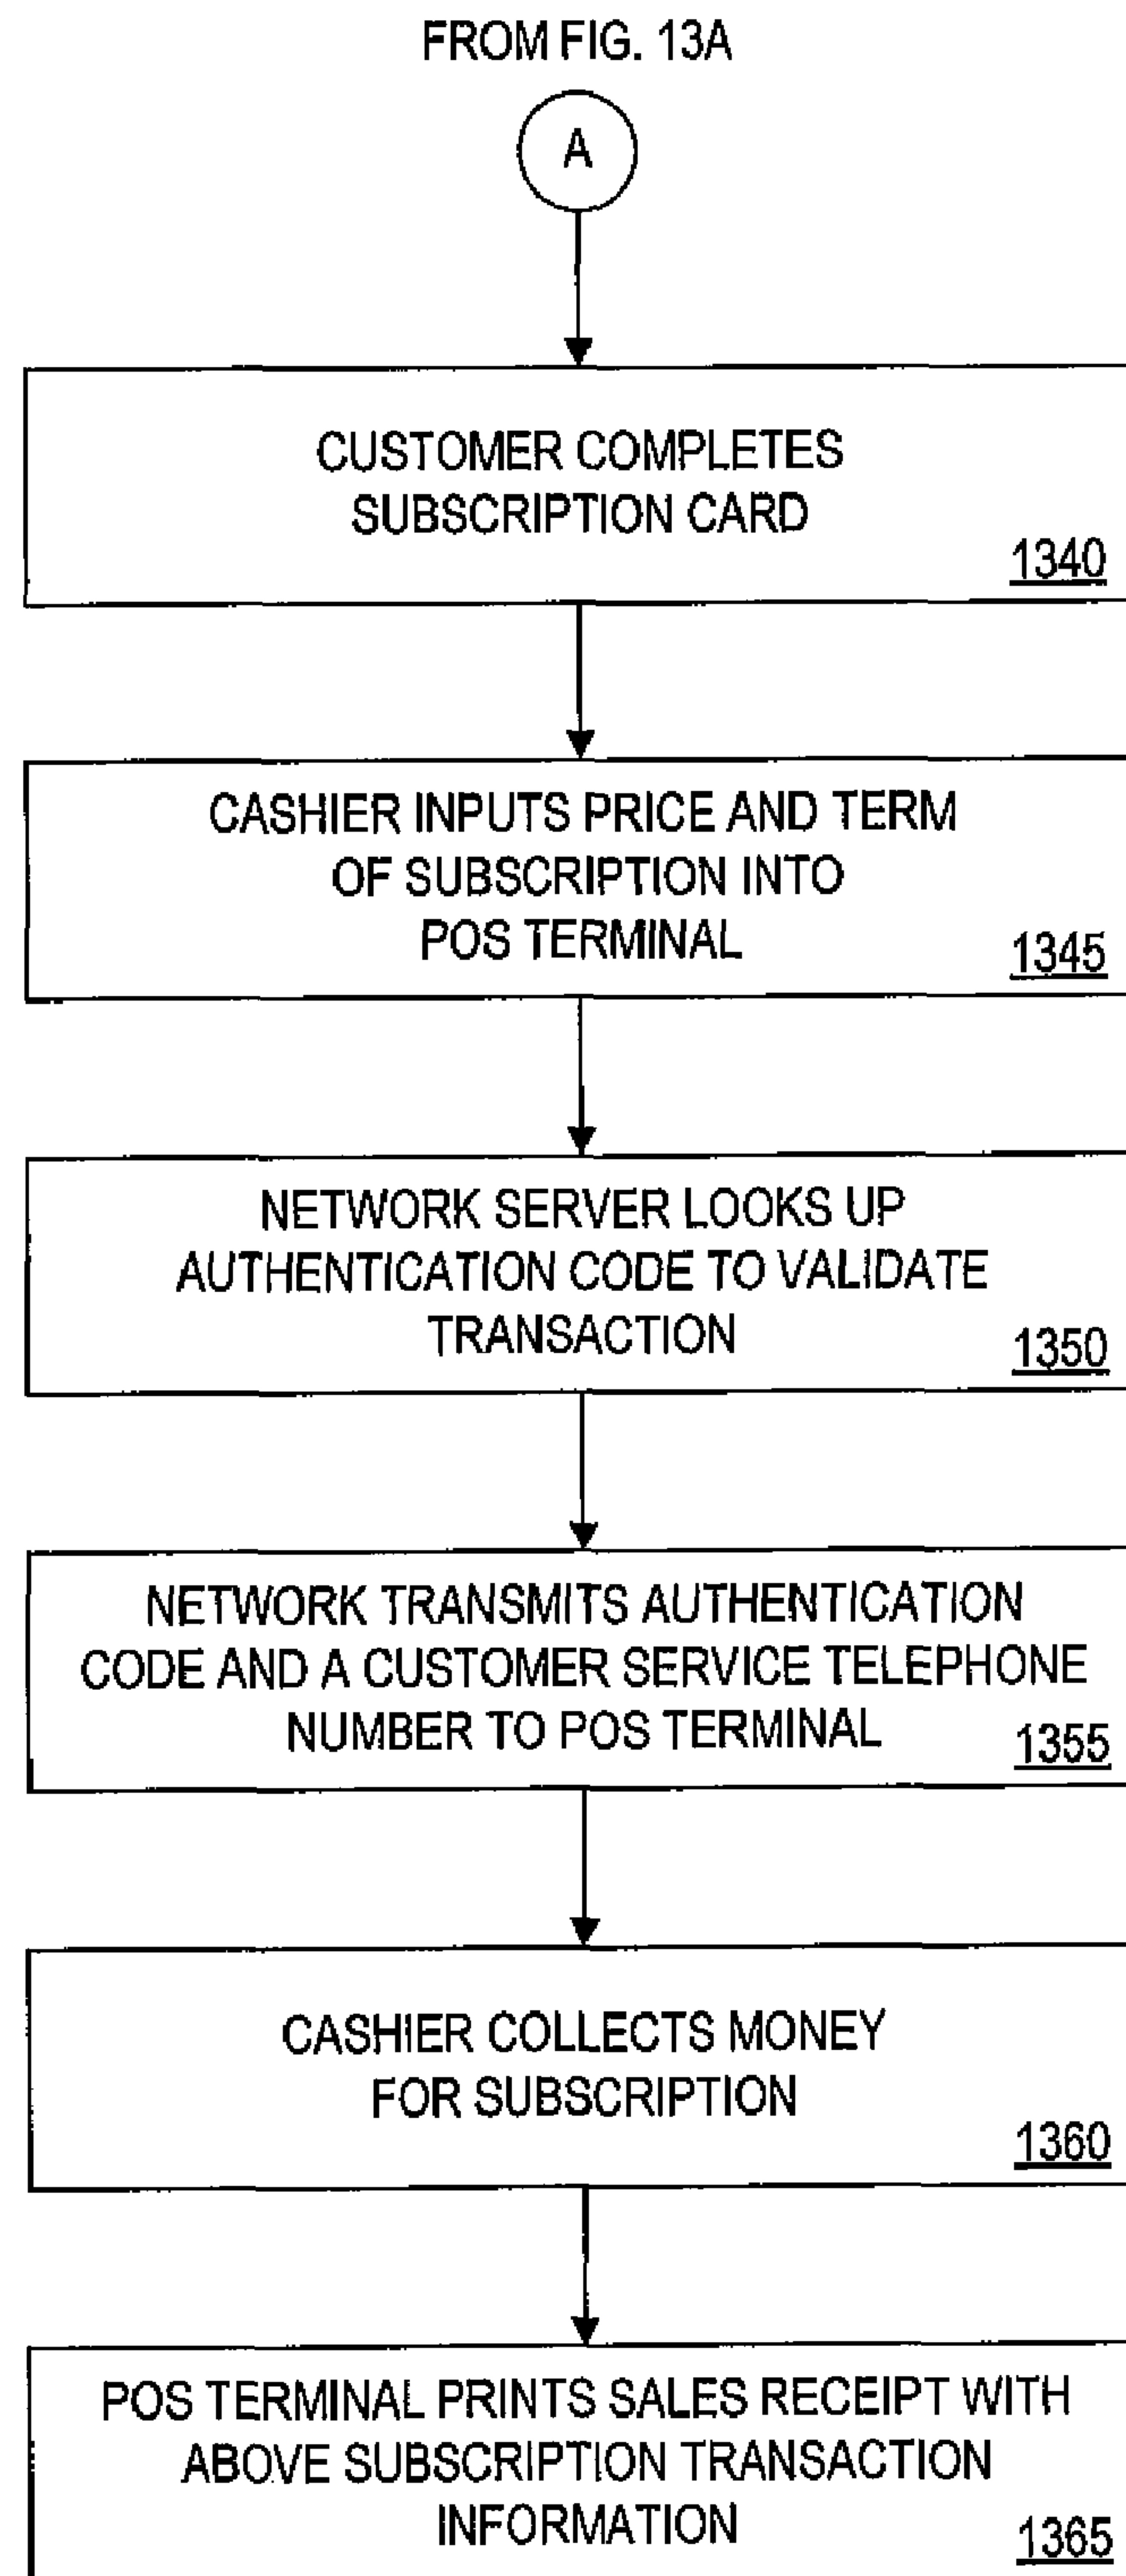 FROM FIG. 13A
A
CUSTOMER COMPLETES
SUBSCRIPTION CARD
1340
CASHIER INPUTS PRICE AND TERM
OF SUBSCRIPTION INTO
POS TERMINAL
1345
NETWORK SERVER LOOKS UP
AUTHENTICATION CODE TO VALIDATE
TRANSACTION
1350
NETWORK TRANSMITS AUTHENTICATION
CODE AND A CUSTOMER SERVICE TELEPHONE
NUMBER TO POS TERMINAL
1355
CASHIER COLLECTS MONEY
FOR SUBSCRIPTION
1360
POS TERMINAL PRINTS SALES RECEIPT WITH
ABOVE SUBSCRIPTION TRANSACTION
INFORMATION
1365